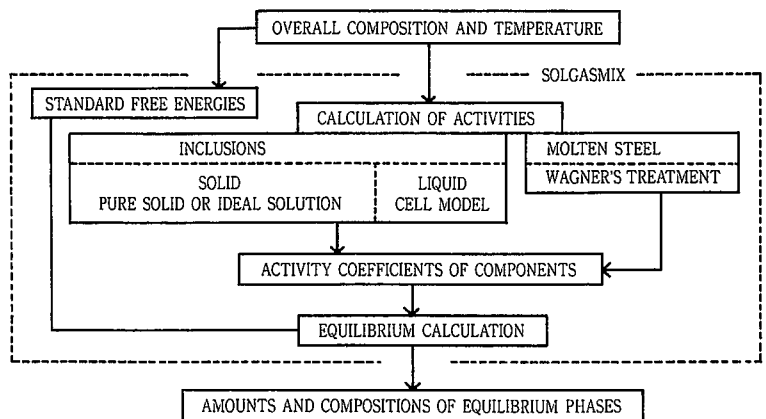 OVERALL COMPOSITION AND TEMPERATURE
SOLGASMIX
STANDARD FREE ENERGIES
CALCULATION OF ACTIVITIES
INCLUSIONS
MOLTEN STEEL
SOLID
PURE SOLID OR IDEAL SOLUTION
LIQUID
CELL MODEL
WAGNER'S TREATMENT
ACTIVITY COEFFICIENTS OF COMPONENTS
EQUILIBRIUM CALCULATION
AMOUNTS AND COMPOSITIONS OF EQUILIBRIUM PHASES